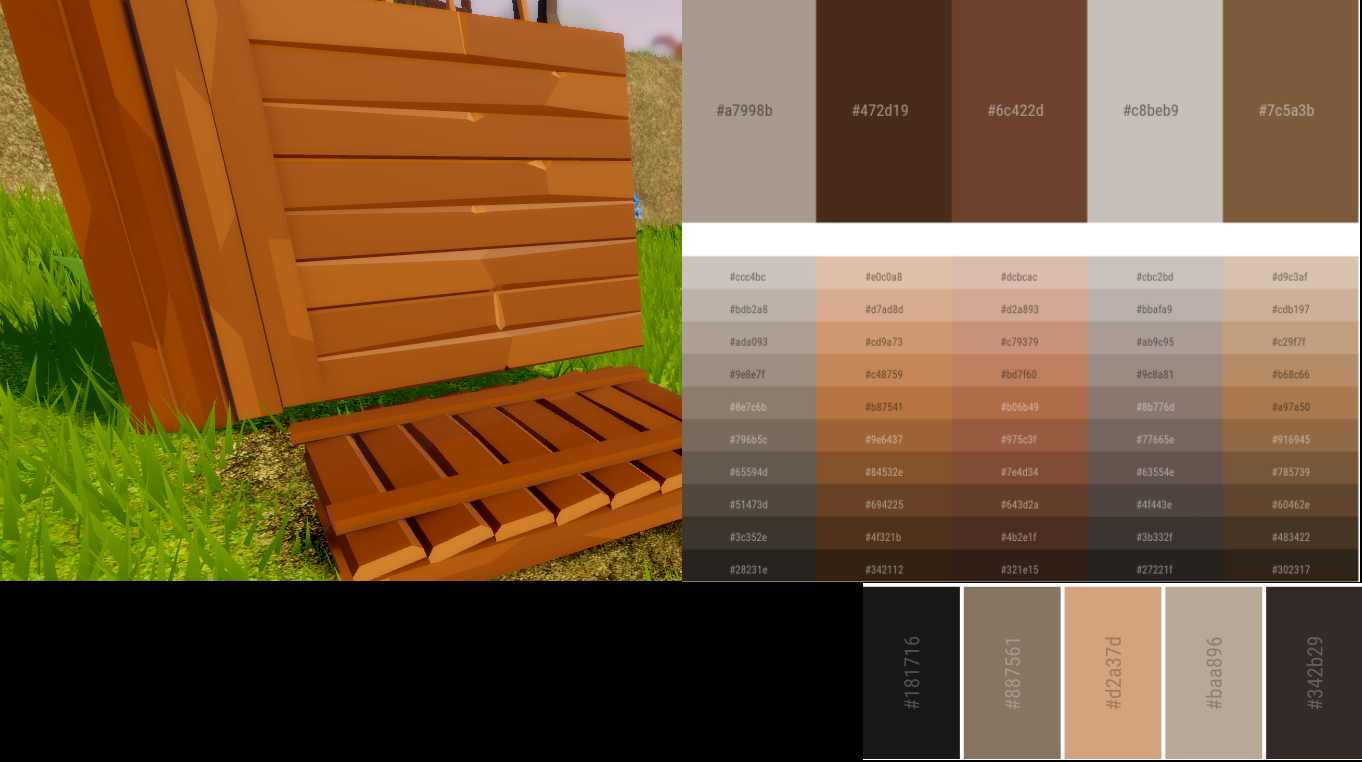 #a7998b #472d19 #6c422d #c8beb9 #7c5a3b
#ccc4bc #e0c0a8 #dcbcac #cbc2bd #d9c3af
#bdb2a8 #d7ad8d #d2a893 #bbafa9 #cdb197
#ada093 #cd9a73 #c79379 #ab9c95 #c29f7f
#9e8e7f #c48759 #bd7f60 #9c8a81 #b68c66
#8e7c6b #b87541 #b06b49 #8b776d #a97a50
#796b5c #9e6437 #975c3f #77665e #916945
#65594d #84532e #7e4d34 #63554e #785739
#51473d #694225 #643d2a #4f443e #60462e
#3c352e #4f321b #4b2e1f #3b332f #483422
#28231e #342112 #321e15 #27221f #302317
#181716
#887561
#d2a37d
#baa896
#342b29